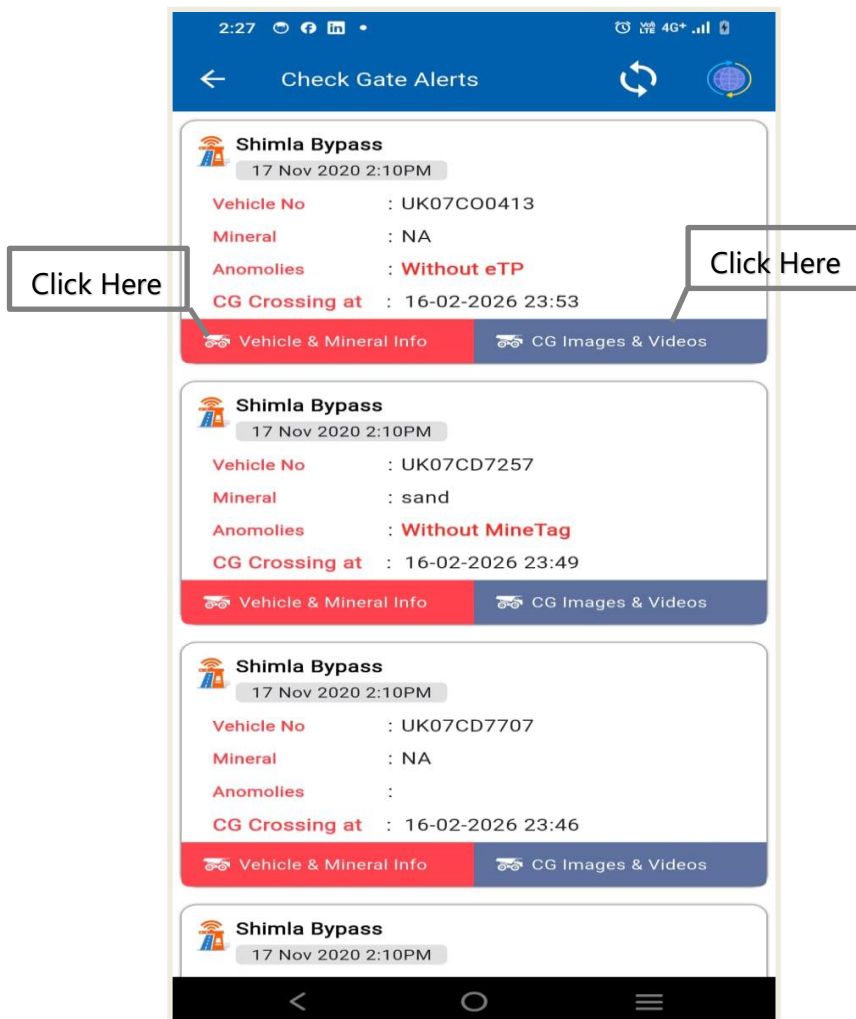 2:27 in VoLTE 4G+
Check Gate Alerts
Shimla Bypass
17 Nov 2020 2:10PM
Vehicle No : UK07CO0413
Mineral : NA
Anomolies : Without eTP
CG Crossing at : 16-02-2026 23:53
Click Here
Click Here
Vehicle & Mineral Info CG Images & Videos
Shimla Bypass
17 Nov 2020 2:10PM
Vehicle No : UK07CD7257
Mineral : sand
Anomolies : Without MineTag
CG Crossing at : 16-02-2026 23:49
Vehicle & Mineral Info CG Images & Videos
Shimla Bypass
17 Nov 2020 2:10PM
Vehicle No : UK07CD7707
Mineral : NA
Anomolies :
CG Crossing at : 16-02-2026 23:46
Vehicle & Mineral Info CG Images & Videos
Shimla Bypass
17 Nov 2020 2:10PM